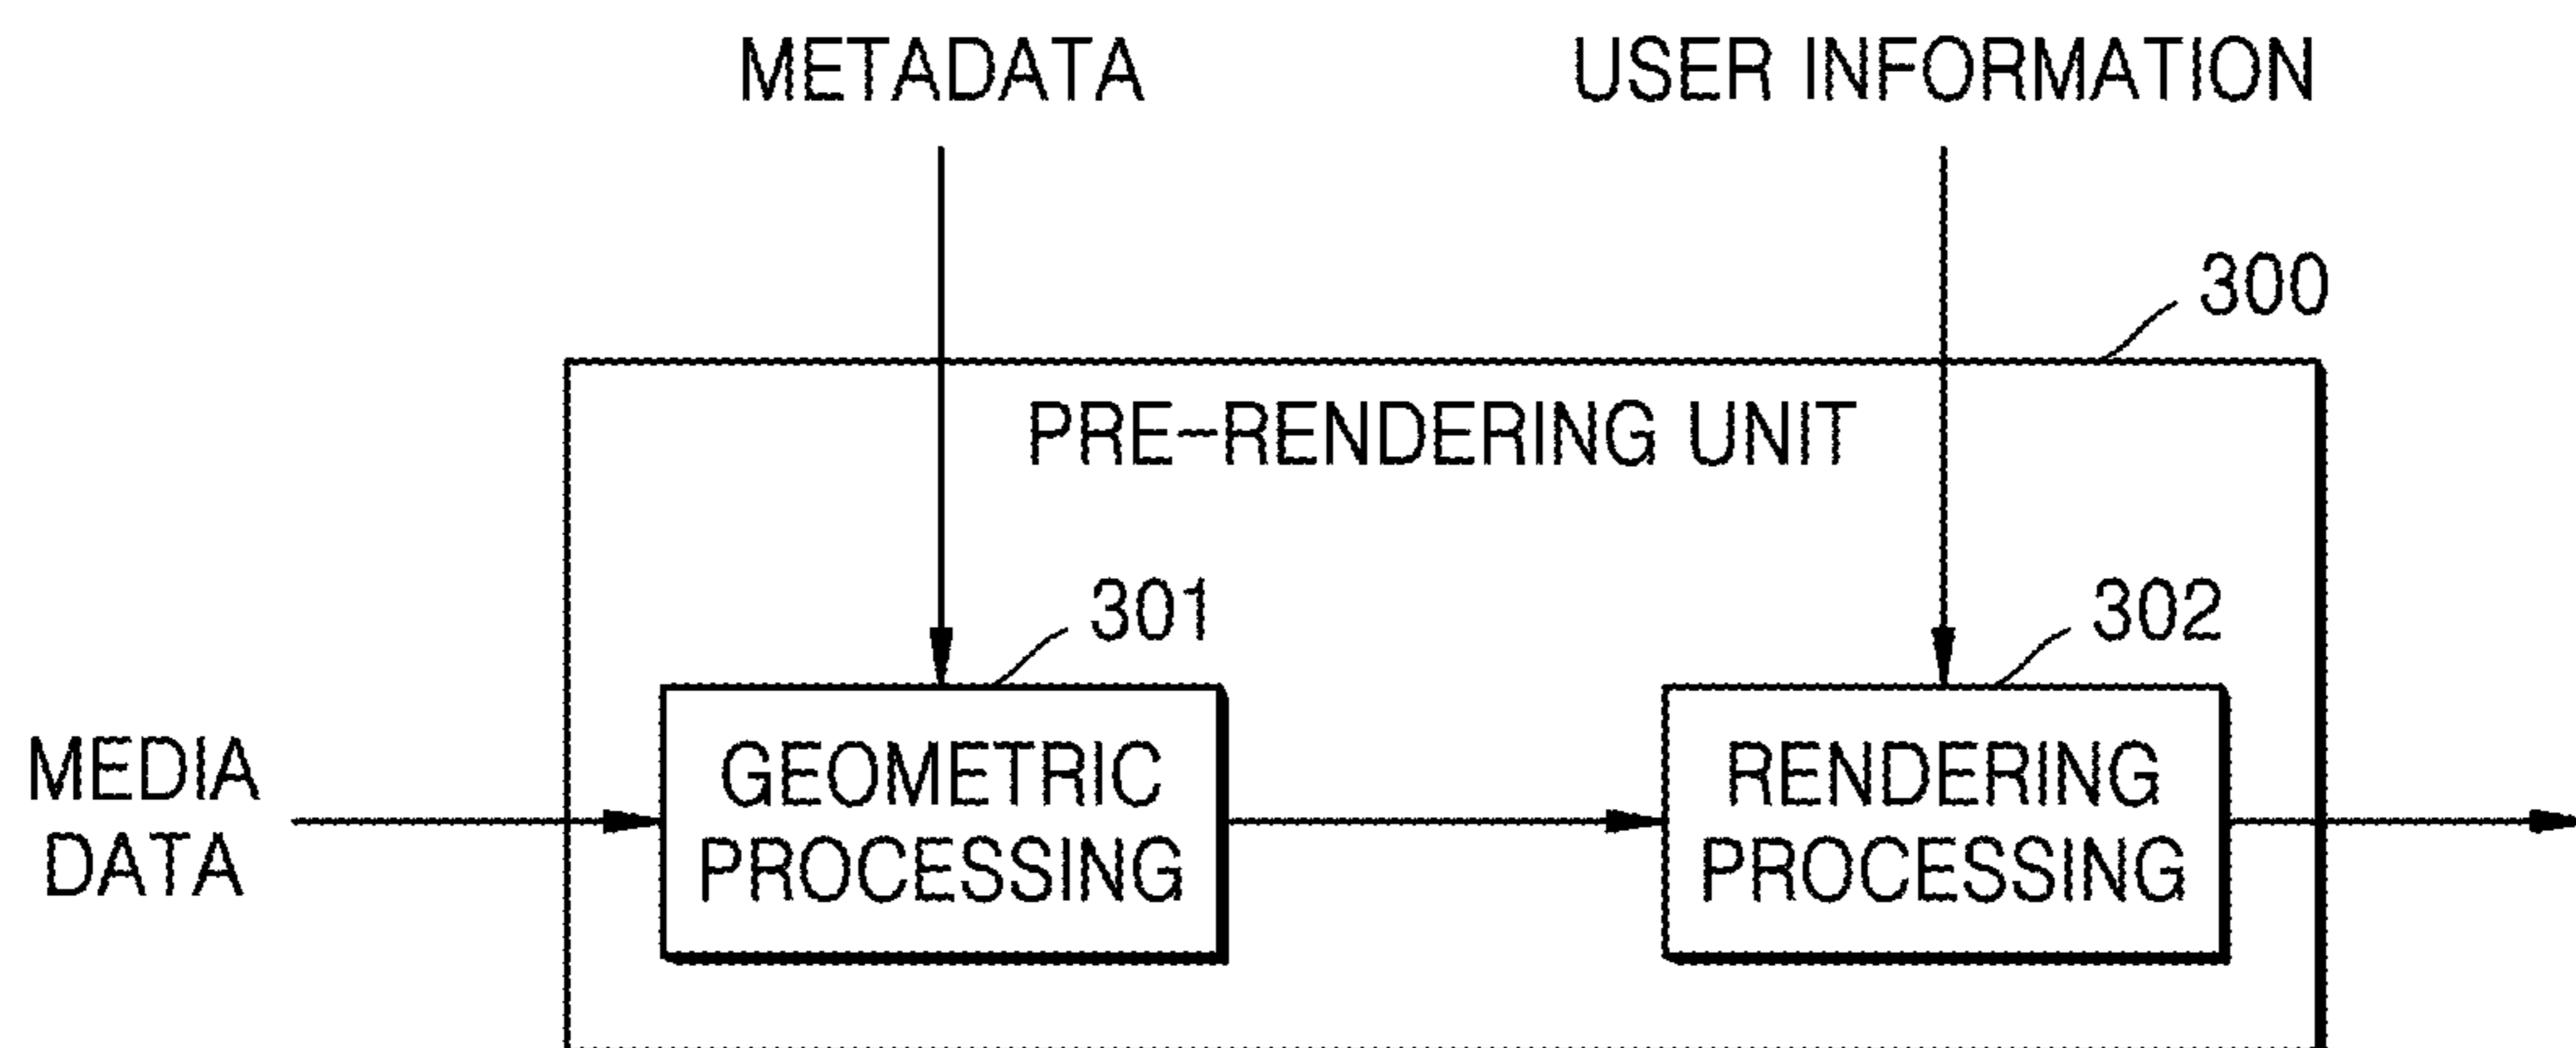 METADATA
USER INFORMATION
300
PRE-RENDERING UNIT
301
302
MEDIA
DATA
GEOMETRIC
PROCESSING
RENDERING
PROCESSING